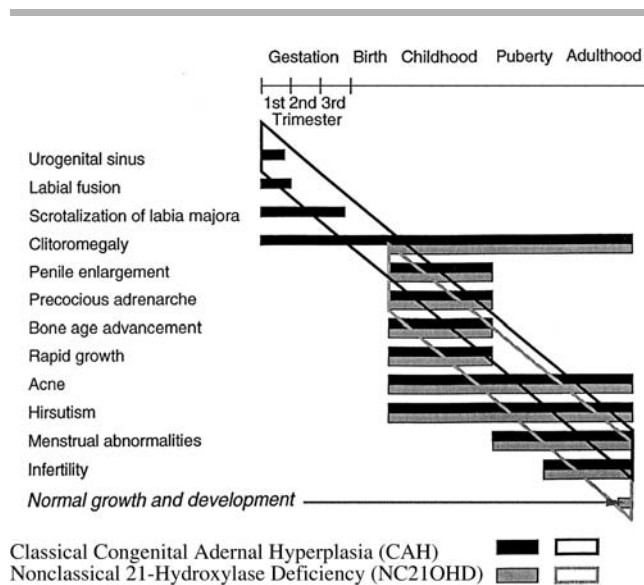 Gestation Birth Childhood Puberty Adulthood
1st 2nd 3rd
Trimester
Urogenital sinus
Labial fusion
Scrotalization of labia majora
Clitoromegaly
Penile enlargement
Precocious adrenarche
Bone age advancement
Rapid growth
Acne
Hirsutism
Menstrual abnormalities
Infertility
Normal growth and development
Classical Congenital Adernal Hyperplasia (CAH)
Nonclassical 21-Hydroxylase Deficiency (NC21OHD)